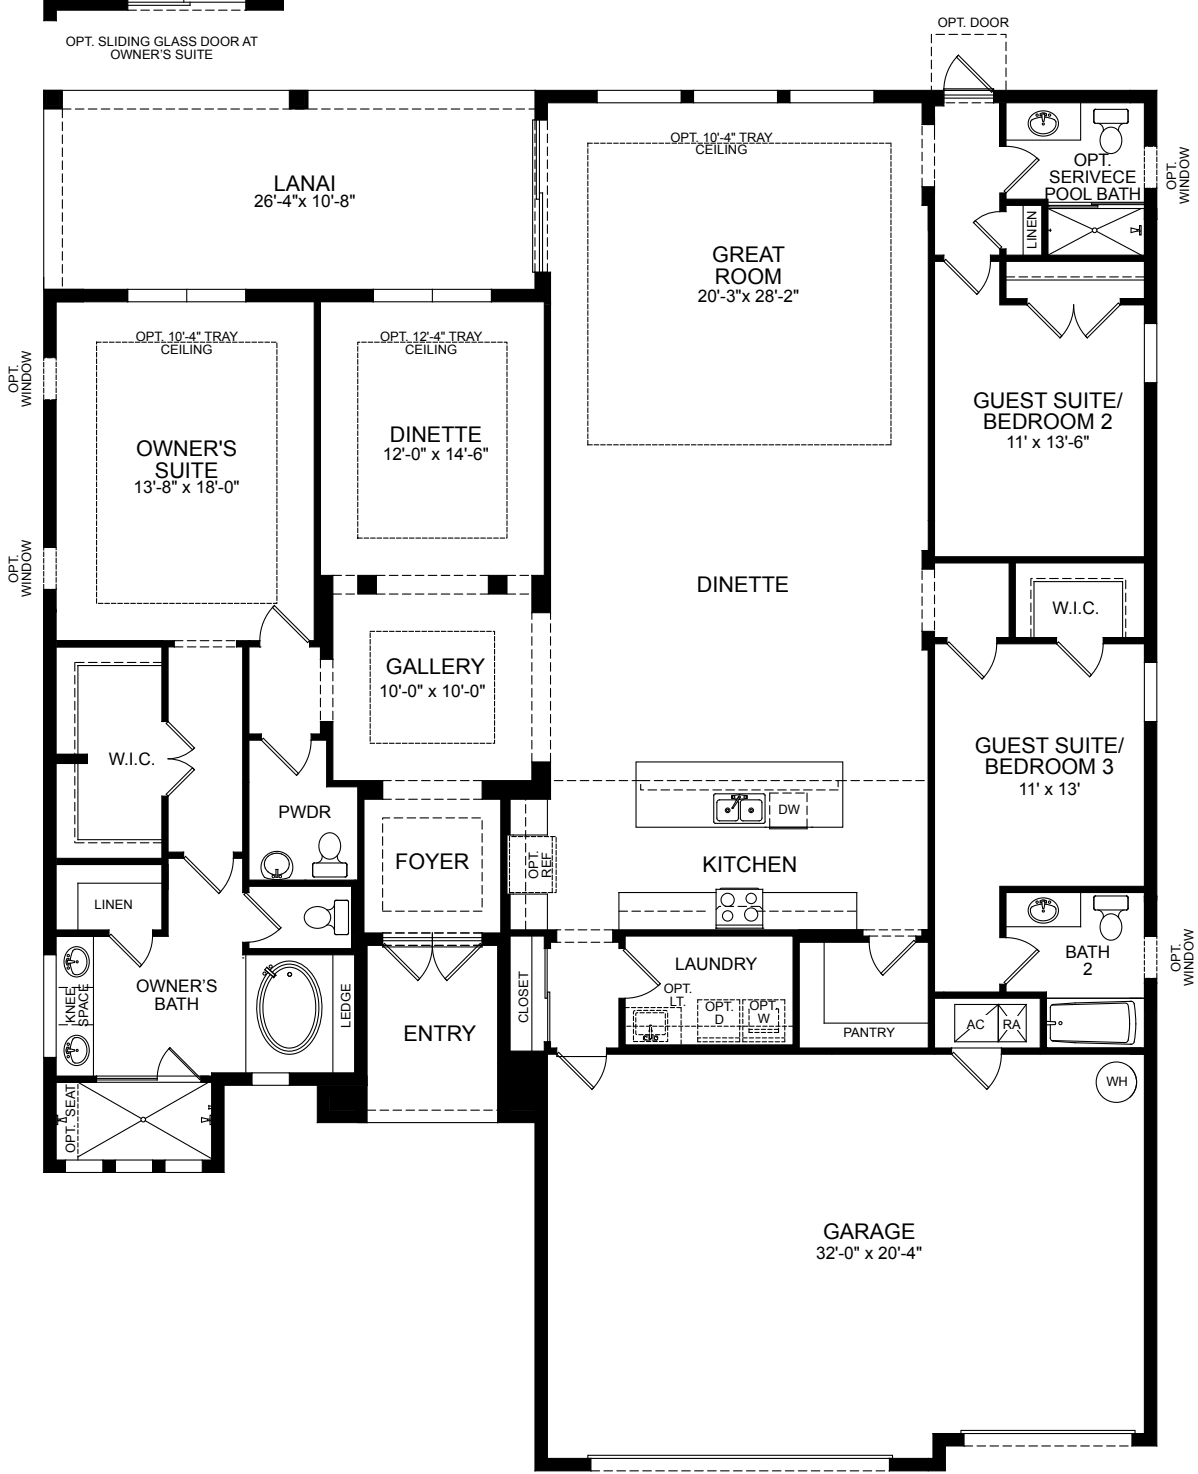 OPT. SLIDING GLASS DOOR AT
OWNER'S SUITE
OPT. DOOR
LANAI
26'-4"x 10'-8"
OPT. 10'-4" TRAY
CEILING
GREAT
ROOM
20'-3"x 28'-2"
OPT.
SERIVECE
POOL BATH
OPT.
WINDOW
LINEN
OPT. 10'-4" TRAY
CEILING
OPT. 12'-4" TRAY
CEILING
OPT.
WINDOW
OWNER'S
SUITE
13'-8" x 18'-0"
DINETTE
12'-0" x 14'-6"
GUEST SUITE/
BEDROOM 2
11' x 13'-6"
OPT.
WINDOW
DINETTE
W.I.C.
GALLERY
10'-0" x 10'-0"
W.I.C.
GUEST SUITE/
BEDROOM 3
11' x 13'
PWDR
DW
FOYER
OPT.
REF
KITCHEN
LINEN
KNEE
SPACE
OWNER'S
BATH
LEDGE
ENTRY
CLOSET
LAUNDRY
OPT.
LT.
OPT.
D
OPT.
W
PANTRY
BATH
2
OPT.
WINDOW
AC
RA
WH
OPT. SEAT
GARAGE
32'-0" x 20'-4"